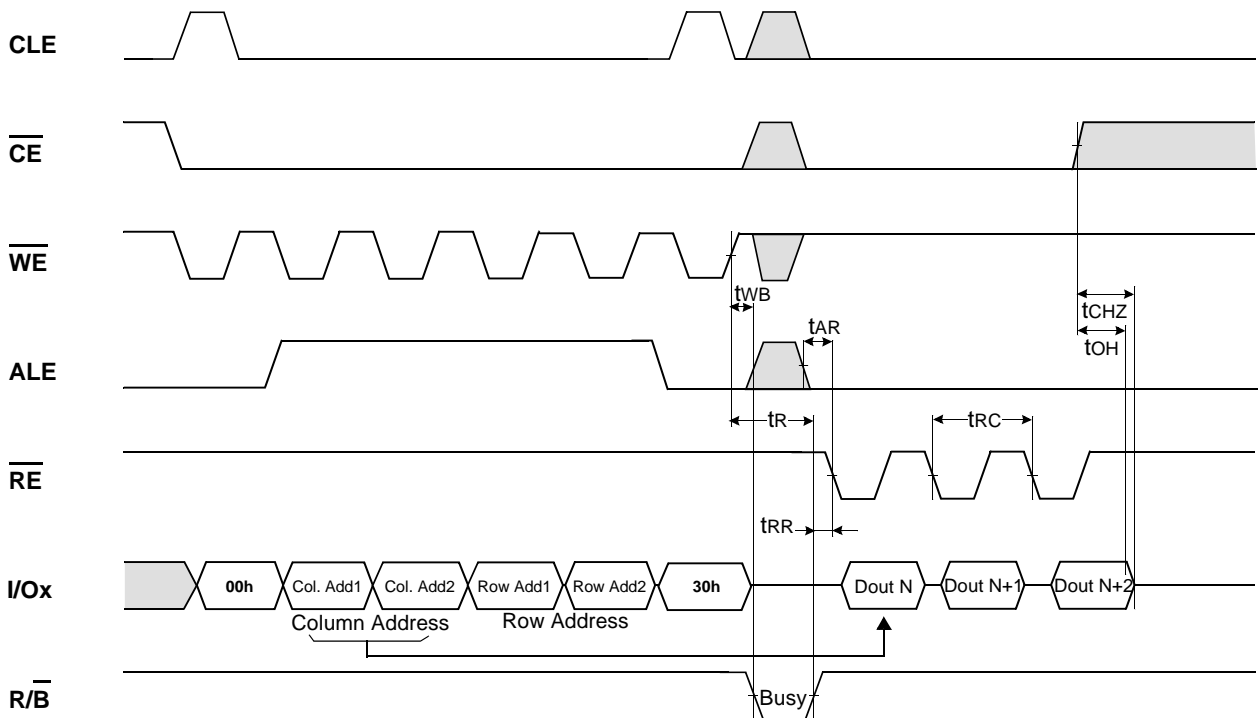 CLE
CE
WE
tWB
tCHZ
tAR
tOH
ALE
tR
tRC
RE
tRR
I/Ox
00h
Col. Add1
Col. Add2
Row Add1
Row Add2
30h
Dout N
Dout N+1
Dout N+2
Column Address
Row Address
R/B
Busy